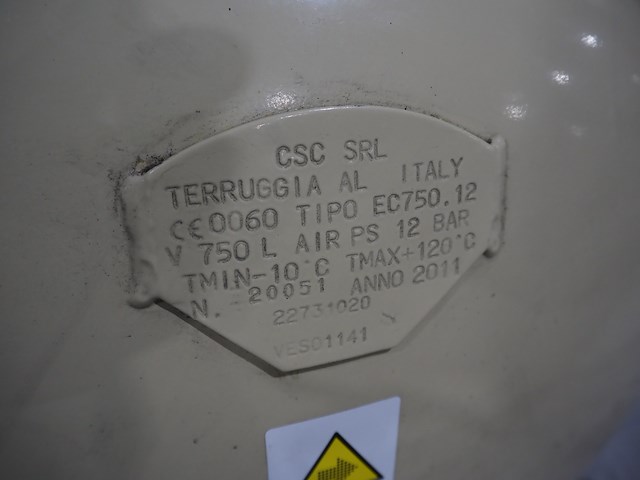 CSC SRL
TERRUGGIA AL ITALY
CE 0060 TIPO EC750.12
V 750 L AIR PS 12 BAR
TMIN-10°C TMAX+120°C
N. 20051 ANNO 2011
22731020
VES01141